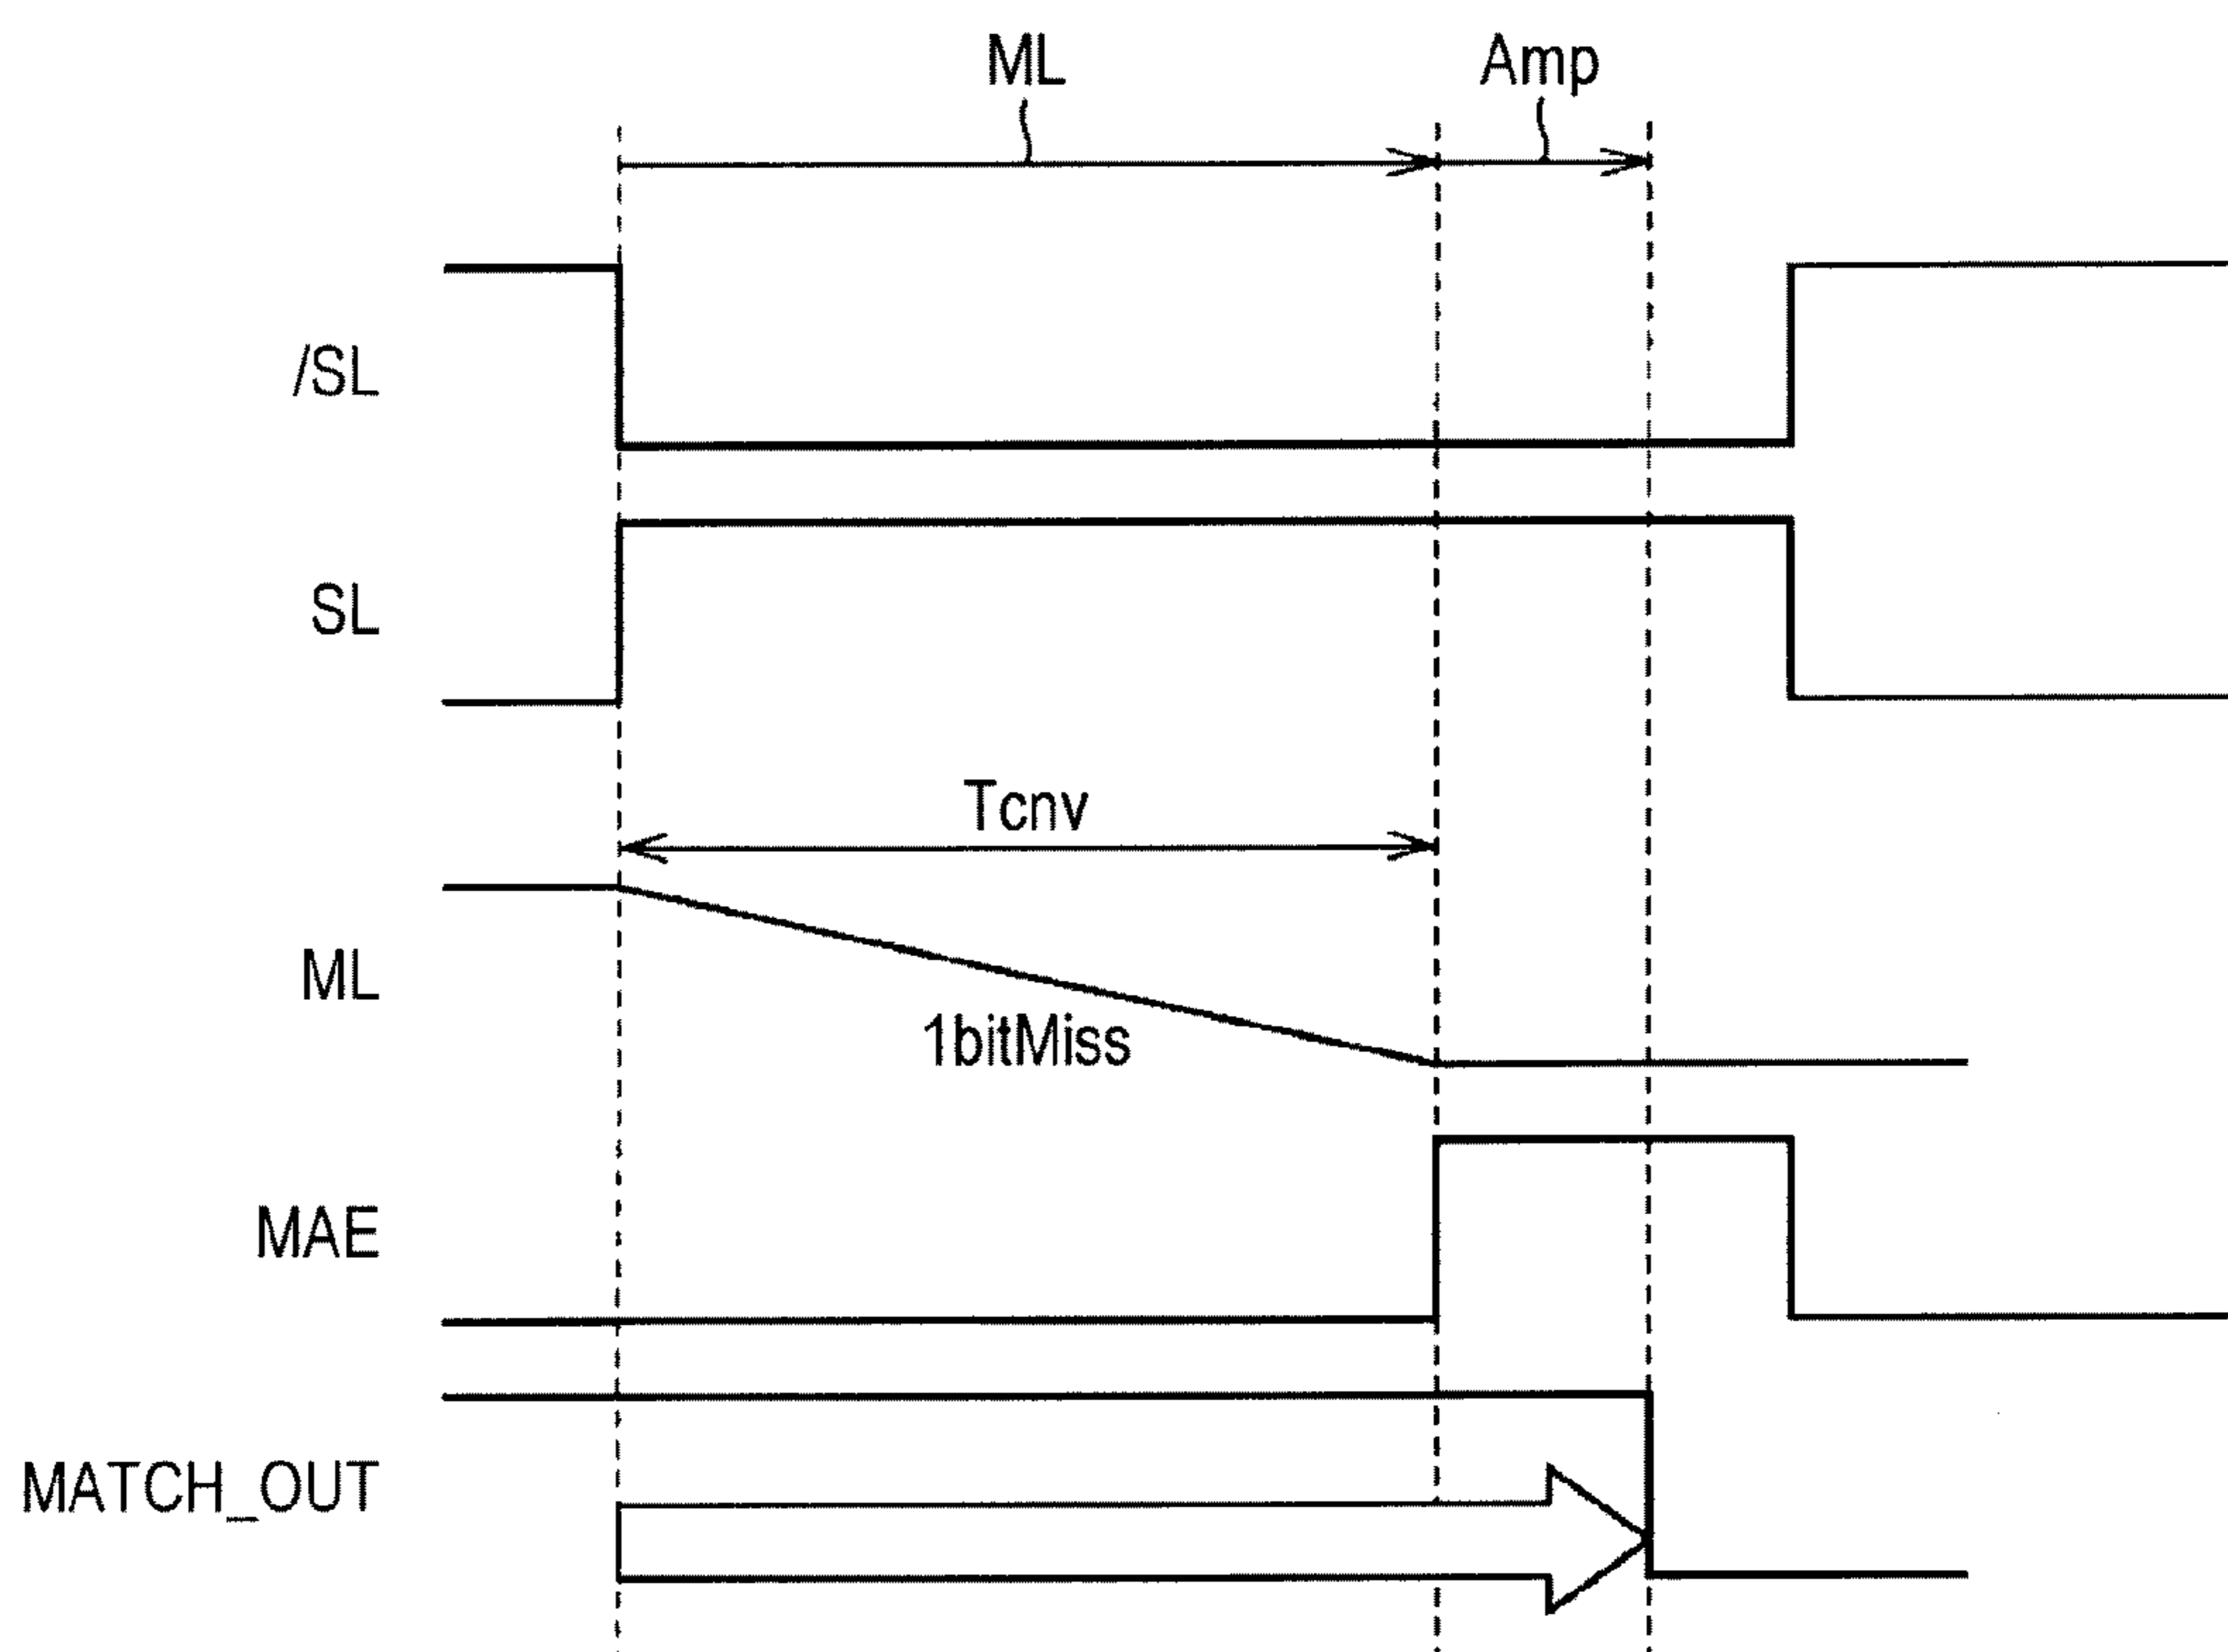 ML
Amp
/SL
SL
Tcnv
ML
1bitMiss
MAE
MATCH_OUT